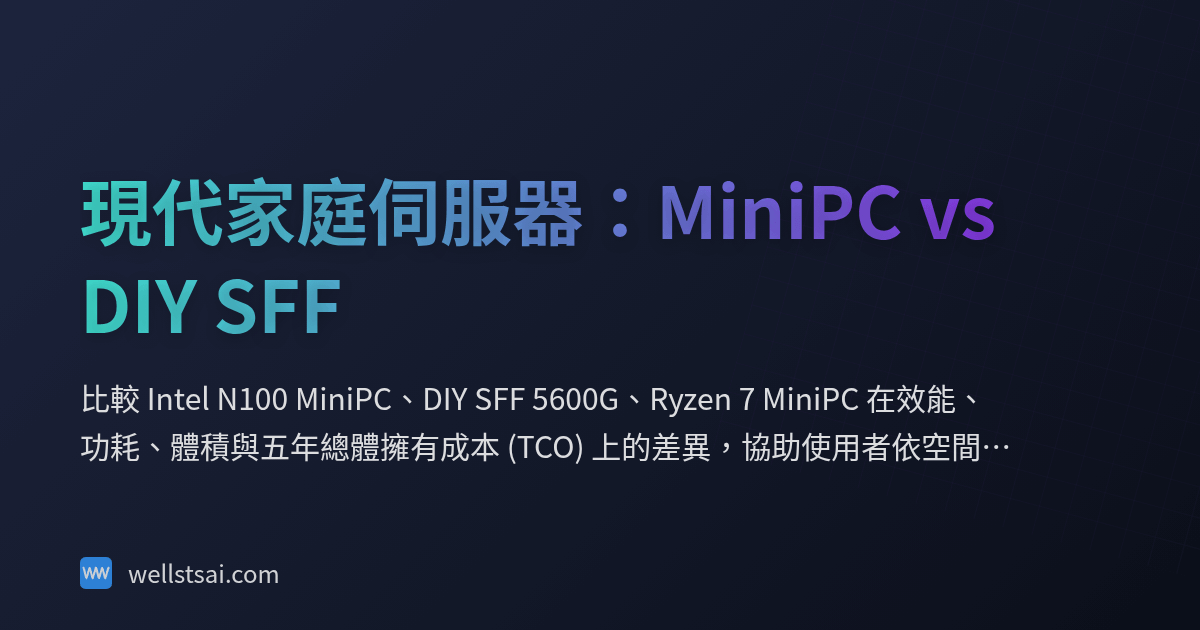 現代家庭伺服器：MiniPC vs
DIY SFF
比較 Intel N100 MiniPC、DIY SFF 5600G、Ryzen 7 MiniPC 在效能、
功耗、體積與五年總體擁有成本 (TCO) 上的差異，協助使用者依空間…
wellstsai.com